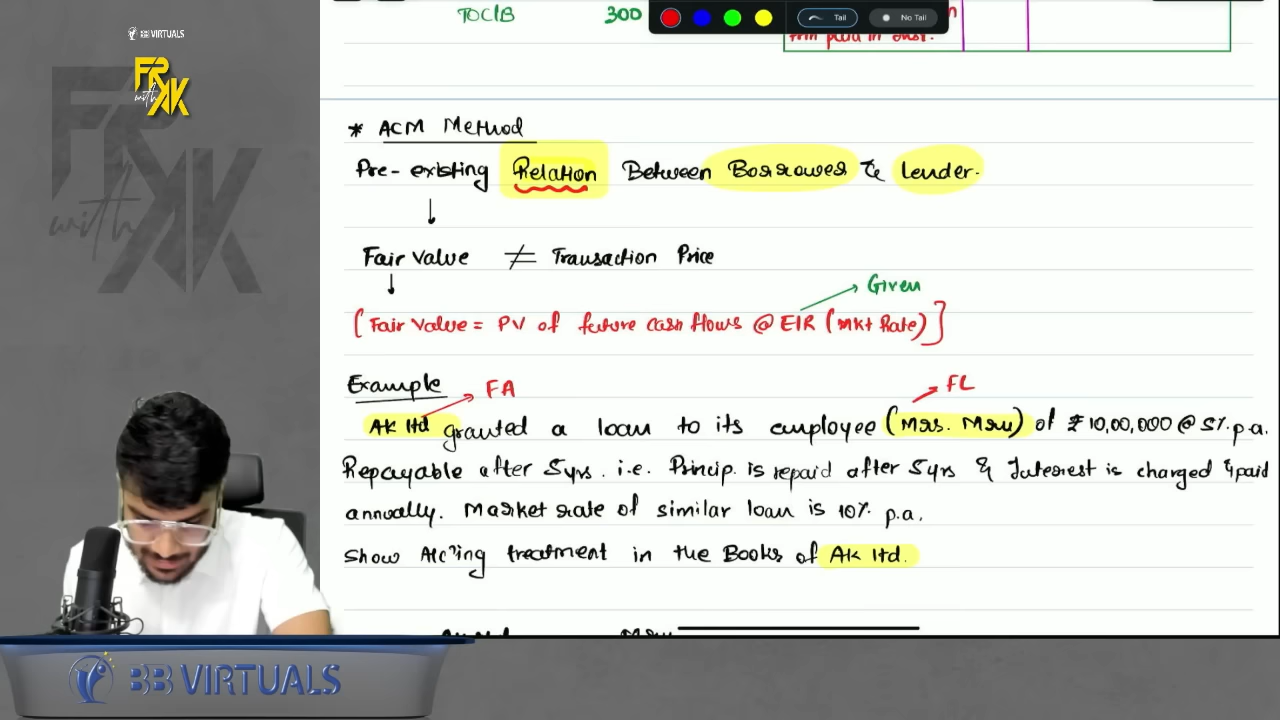 TOCIB 300
Tail
No Tail
BB VIRTUALS
FR
with
AK
* ACM Method
Pre-existing Relation Between Borrower & Lender.
Fair Value ≠ Transaction Price
Given
[Fair Value = PV of future cash flows @ EIR (Mkt Rate)]
Example
FA
FL
AK ltd granted a loan to its employee (Mrs. Mru) of ₹10,00,000 @ 5% p.a.
Repayable after 5yrs. i.e. Princip. is repaid after 5yrs & Interest is charged & paid
annually. Market rate of similar loan is 10% p.a.
Show Alc'ing treatment in the Books of AK ltd.
BB VIRTUALS